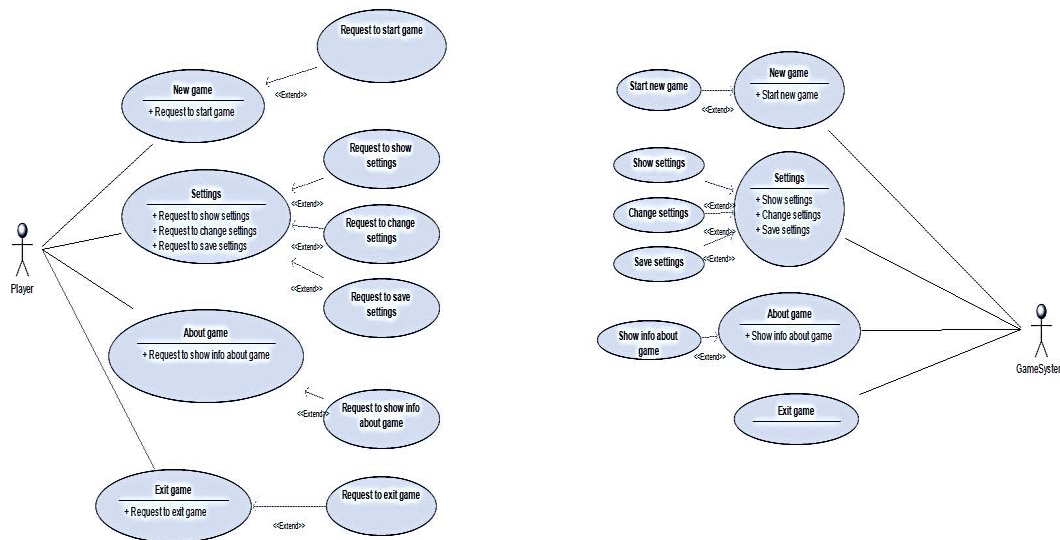 Request to start game
<<Extend>>
New game
+ Request to start game
Request to show
settings
<<Extend>>
Settings
+ Request to show settings
+ Request to change settings
+ Request to save settings
Request to change
settings
<<Extend>>
Request to save
settings
<<Extend>>
Player
About game
+ Request to show info about game
<<Extend>>
Request to show info
about game
Exit game
+ Request to exit game
Request to exit game
<<Extend>>
Start new game
<<Extend>>
New game
+ Start new game
Show settings
<<Extend>>
Change settings
<<Extend>>
Save settings
<<Extend>>
Settings
+ Show settings
+ Change settings
+ Save settings
Show info about
game
<<Extend>>
About game
+ Show info about game
Exit game
GameSystem